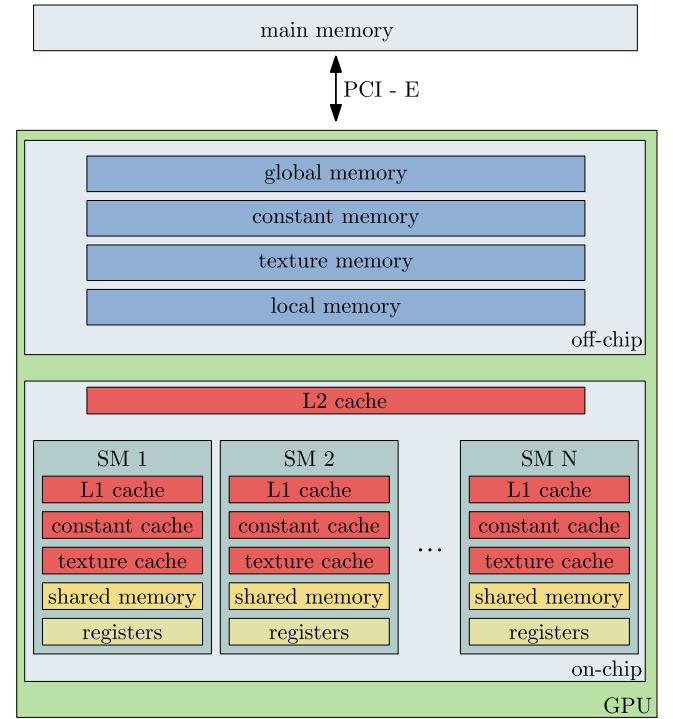 main memory
PCI - E
global memory
constant memory
texture memory
local memory
off-chip
L2 cache
SM 1
L1 cache
constant cache
texture cache
shared memory
registers
SM 2
L1 cache
constant cache
texture cache
shared memory
registers
...
SM N
L1 cache
constant cache
texture cache
shared memory
registers
on-chip
GPU